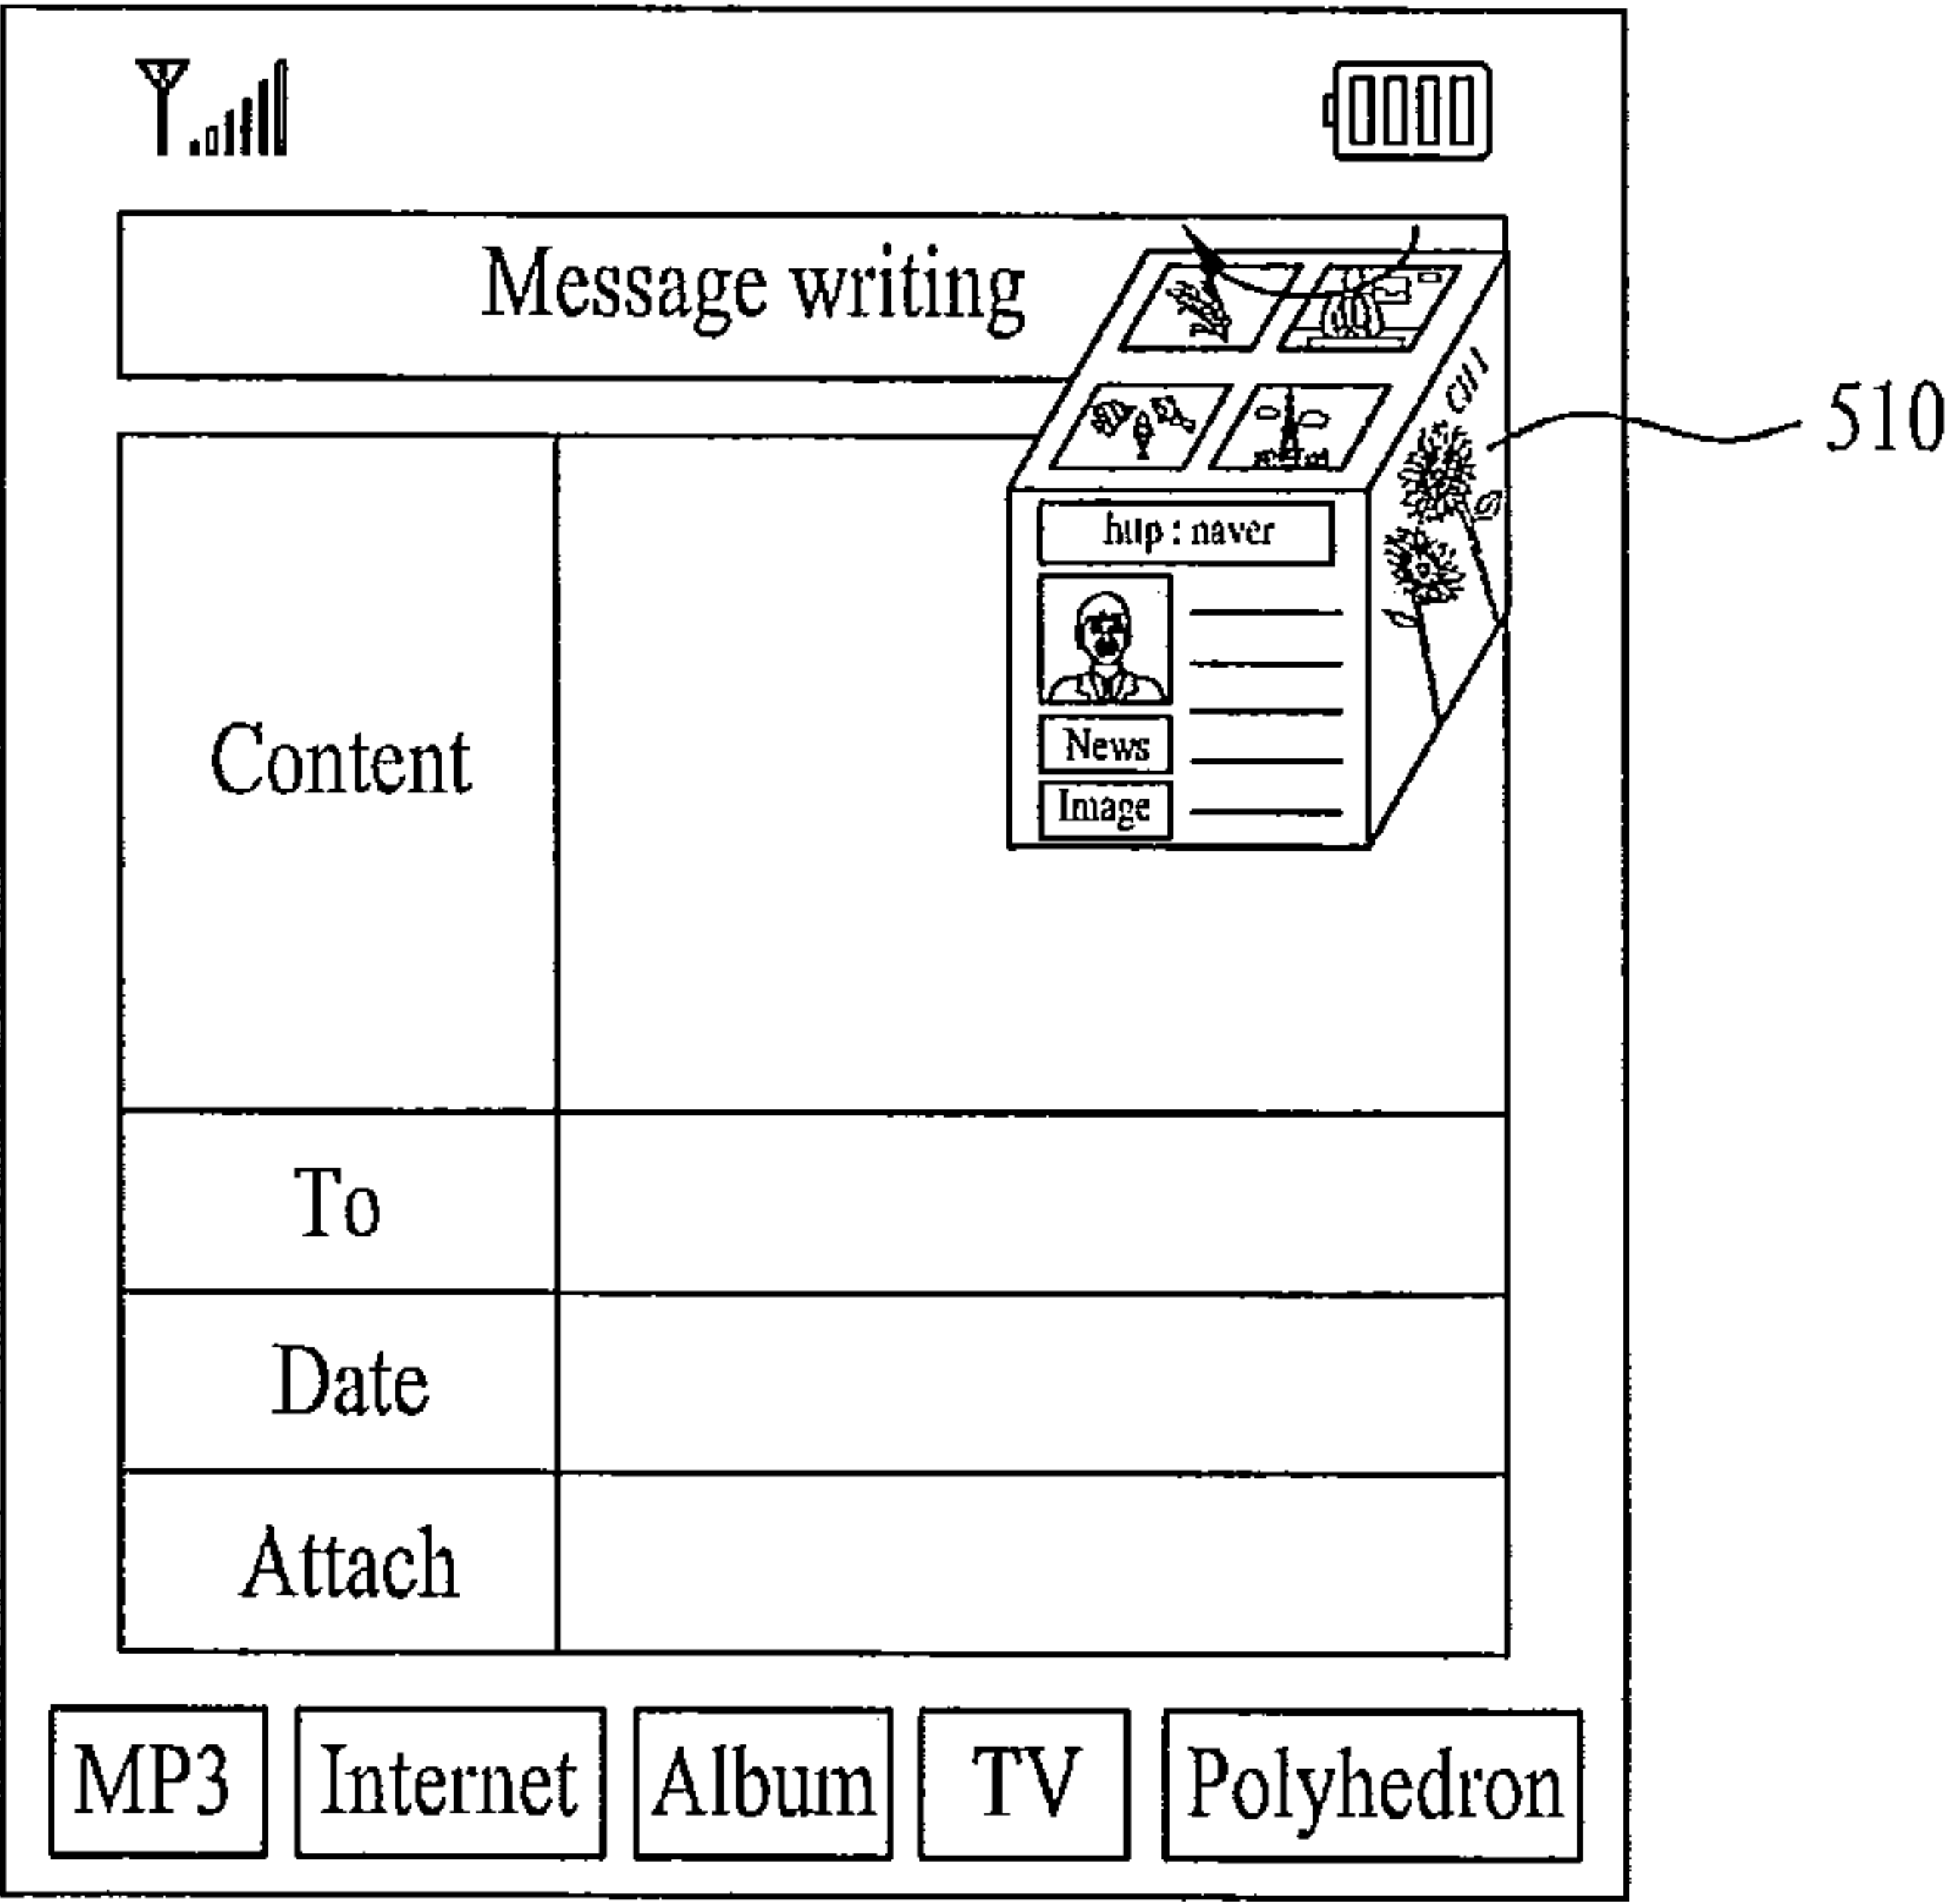 Message writing
510
http : naver
News
Image
Content
To
Date
Attach
MP3 Internet Album TV Polyhedron